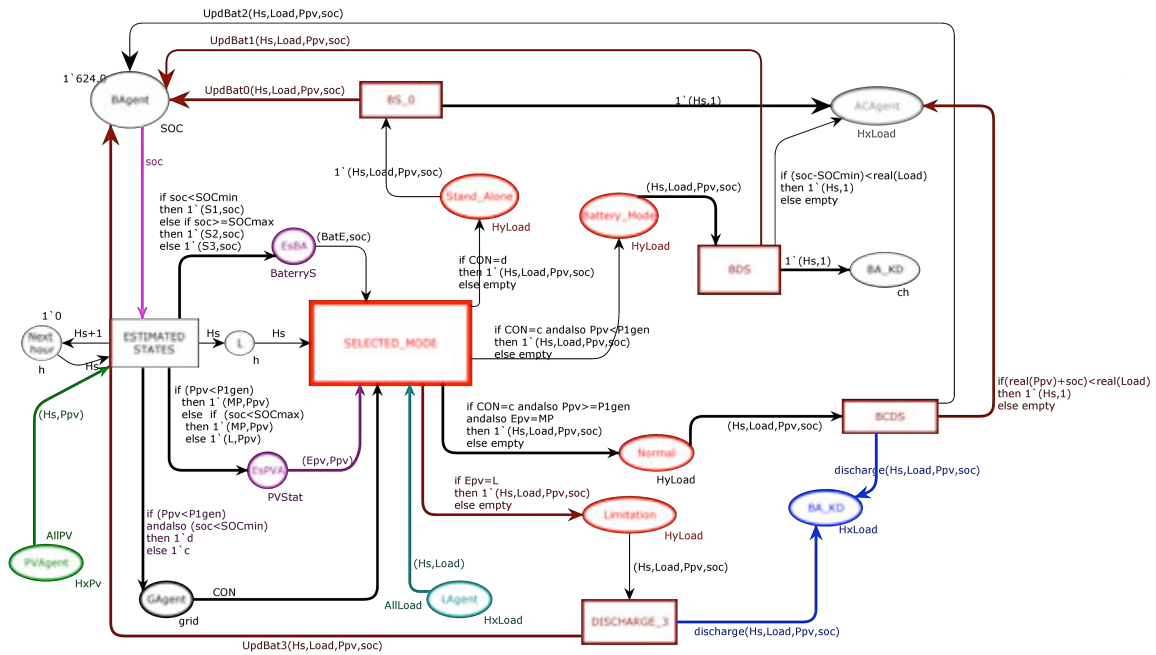 UpdBat2(Hs,Load,Ppv,soc)
UpdBat1(Hs,Load,Ppv,soc)
1`624,0
BAgent
SOC
UpdBat0(Hs,Load,Ppv,soc)
BS_0
1`(Hs,1)
ACAgent
HxLoad
soc
1`(Hs,Load,Ppv,soc)
Stand_Alone
HyLoad
(Hs,Load,Ppv,soc)
Battery_Mode
HyLoad
if (soc-SOCmin)<real(Load)
then 1`(Hs,1)
else empty
if soc<SOCmin
then 1`(S1,soc)
else if soc>=SOCmax
then 1`(S2,soc)
else 1`(S3,soc)
EsBA
BaterryS
(BatE,soc)
if CON=d
then 1`(Hs,Load,Ppv,soc)
else empty
BDS
1`(Hs,1)
BA_KD
ch
1`0
Next
hour
h
Hs+1
Hs
ESTIMATED
STATES
Hs
L
h
Hs
SELECTED_MODE
if CON=c andalso Ppv<P1gen
then 1`(Hs,Load,Ppv,soc)
else empty
(Hs,Ppv)
if (Ppv<P1gen)
then 1`(MP,Ppv)
else if (soc<SOCmax)
then 1`(MP,Ppv)
else 1`(L,Ppv)
EsPVA
PVStat
(Epv,Ppv)
if CON=c andalso Ppv>=P1gen
andalso Epv=MP
then 1`(Hs,Load,Ppv,soc)
else empty
Normal
HyLoad
(Hs,Load,Ppv,soc)
BCDS
if(real(Ppv)+soc)<real(Load)
then 1`(Hs,1)
else empty
discharge(Hs,Load,Ppv,soc)
BA_KD
HxLoad
if Epv=L
then 1`(Hs,Load,Ppv,soc)
else empty
Limitation
HyLoad
if (Ppv<P1gen)
andalso (soc<SOCmin)
then 1`d
else 1`c
AllPV
PVAgent
HxPv
GAgent
grid
CON
(Hs,Load)
AllLoad
LAgent
HxLoad
(Hs,Load,Ppv,soc)
DISCHARGE_3
discharge(Hs,Load,Ppv,soc)
UpdBat3(Hs,Load,Ppv,soc)